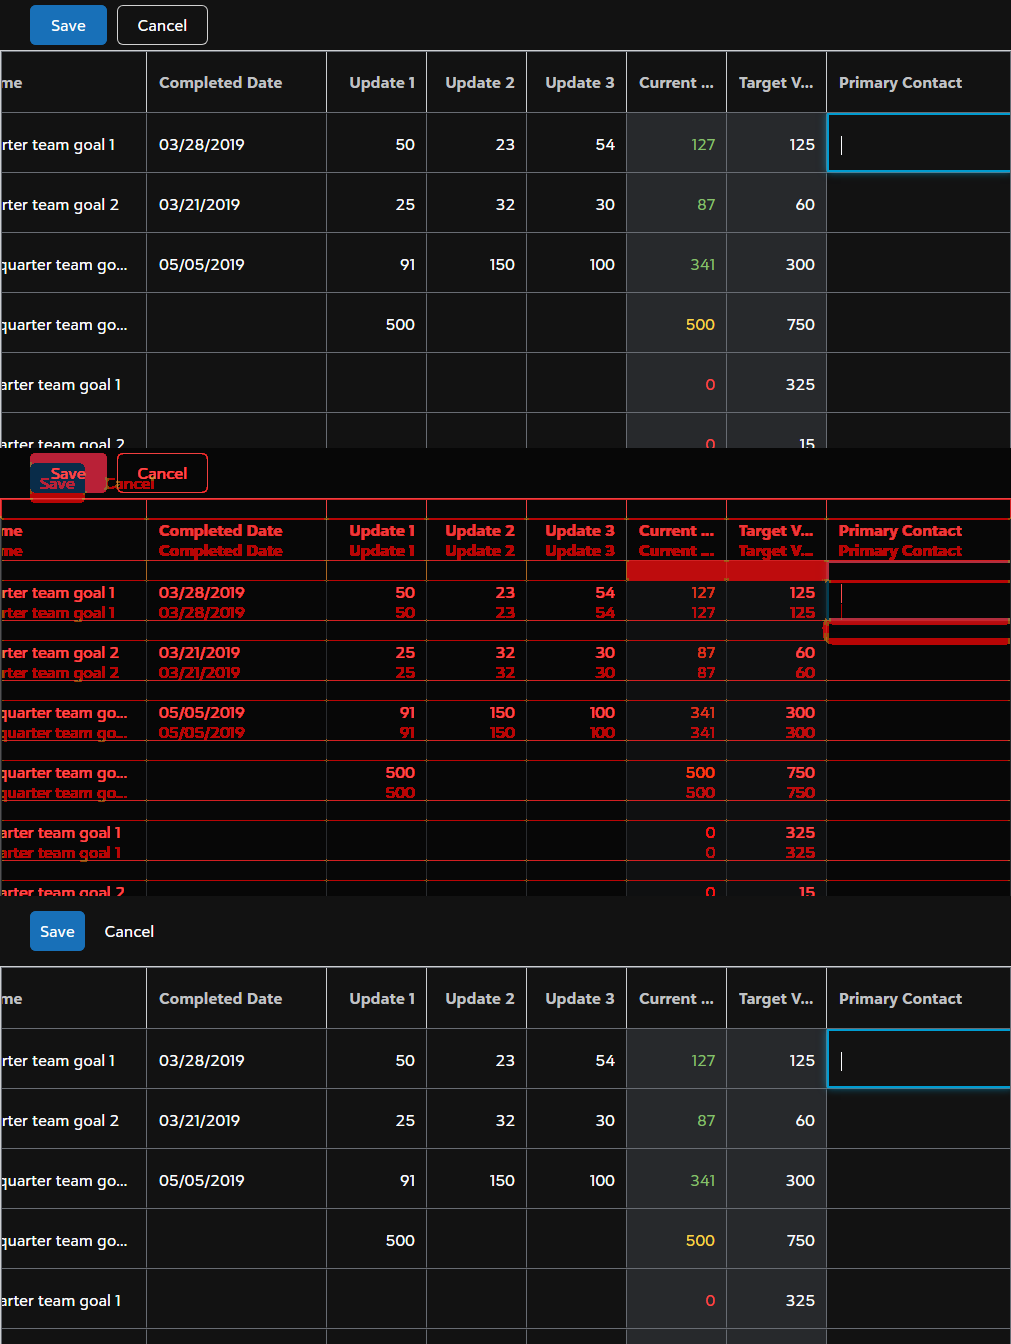 Save Cancel
me Completed Date Update 1 Update 2 Update 3 Current ... Target V... Primary Contact
rter team goal 1 03/28/2019 50 23 54 127 125
rter team goal 2 03/21/2019 25 32 30 87 60
quarter team go... 05/05/2019 91 150 100 341 300
quarter team go... 500 500 750
arter team goal 1 0 325
arter team goal 2 0 15
Save Cancel
Save Cancel
me Completed Date Update 1 Update 2 Update 3 Current ... Target V... Primary Contact
me Completed Date Update 1 Update 2 Update 3 Current ... Target V... Primary Contact
rter team goal 1 03/28/2019 50 23 54 127 125
rter team goal 1 03/28/2019 50 23 54 127 125
rter team goal 2 03/21/2019 25 32 30 87 60
rter team goal 2 03/21/2019 25 32 30 87 60
quarter team go... 05/05/2019 91 150 100 341 300
quarter team go... 05/05/2019 91 150 100 341 300
quarter team go... 500 500 750
quarter team go... 500 500 750
arter team goal 1 0 325
arter team goal 1 0 325
arter team goal 2 0 15
Save Cancel
me Completed Date Update 1 Update 2 Update 3 Current ... Target V... Primary Contact
rter team goal 1 03/28/2019 50 23 54 127 125
rter team goal 2 03/21/2019 25 32 30 87 60
quarter team go... 05/05/2019 91 150 100 341 300
quarter team go... 500 500 750
arter team goal 1 0 325